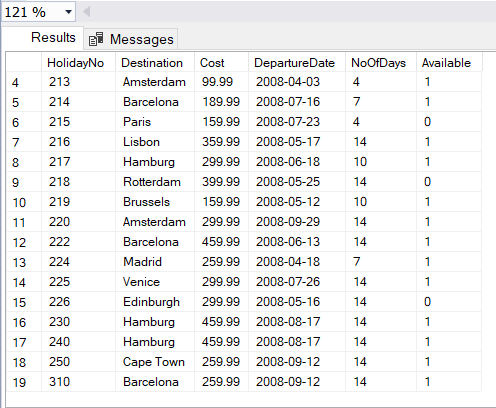 121 %
Results Messages
HolidayNo Destination Cost DepartureDate NoOfDays Available
4 213 Amsterdam 99.99 2008-04-03 4 1
5 214 Barcelona 189.99 2008-07-16 7 1
6 215 Paris 159.99 2008-07-23 4 0
7 216 Lisbon 359.99 2008-05-17 14 1
8 217 Hamburg 299.99 2008-06-18 10 1
9 218 Rotterdam 399.99 2008-05-25 14 0
10 219 Brussels 159.99 2008-05-12 10 1
11 220 Amsterdam 299.99 2008-09-29 14 1
12 222 Barcelona 459.99 2008-06-13 14 1
13 224 Madrid 259.99 2008-04-18 7 1
14 225 Venice 299.99 2008-07-26 14 1
15 226 Edinburgh 299.99 2008-05-16 14 0
16 230 Hamburg 459.99 2008-08-17 14 1
17 240 Hamburg 459.99 2008-08-17 14 1
18 250 Cape Town 259.99 2008-09-12 14 1
19 310 Barcelona 259.99 2008-09-12 14 1